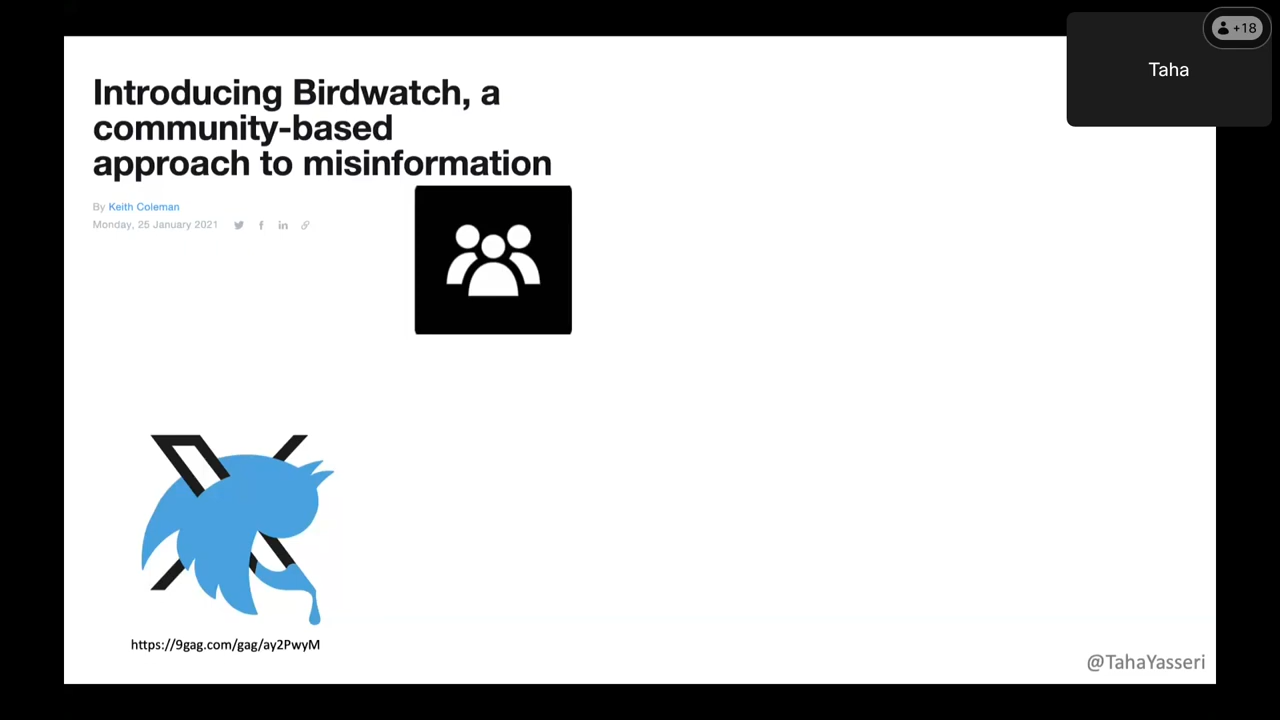 Introducing Birdwatch, a
community-based
approach to misinformation
By Keith Coleman
Monday, 25 January 2021
https://9gag.com/gag/ay2PwyM
@TahaYasseri
Taha
+18